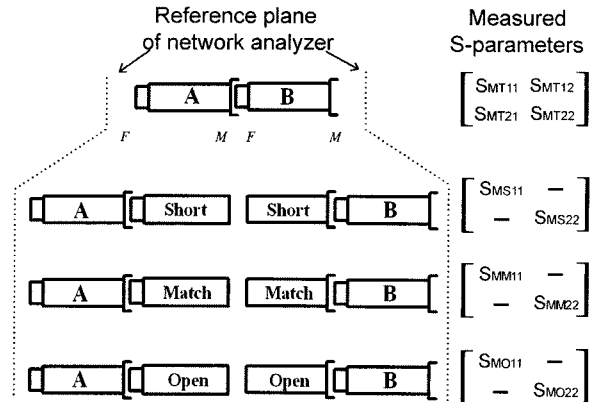 Reference plane
of network analyzer
Measured
S-parameters
A B
F M F M
SMT11 SMT12
SMT21 SMT22
A Short Short B
SMS11 –
– SMS22
A Match Match B
SMM11 –
– SMM22
A Open Open B
SMO11 –
– SMO22